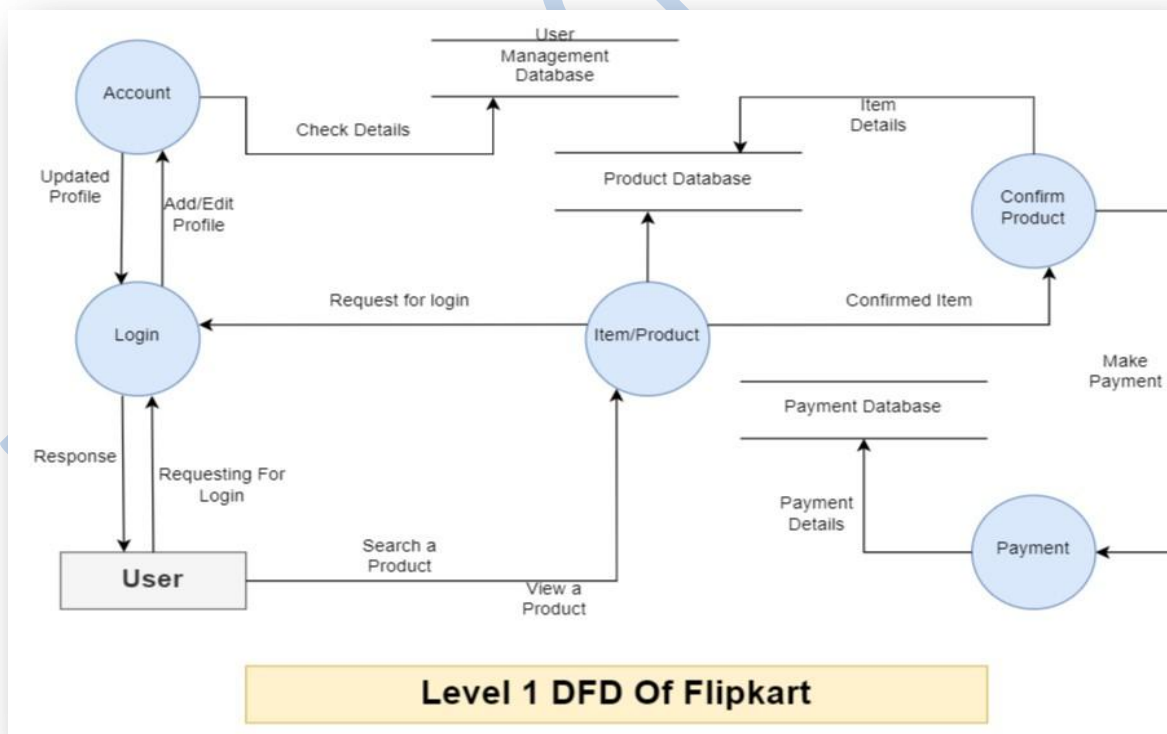 User
Management
Database
Account
Item
Details
Check Details
Updated
Profile
Product Database
Add/Edit
Profile
Confirm
Product
Request for login
Confirmed Item
Login
Item/Product
Make
Payment
Payment Database
Response
Requesting For
Login
Payment
Details
Search a
Product
Payment
User
View a
Product
Level 1 DFD Of Flipkart